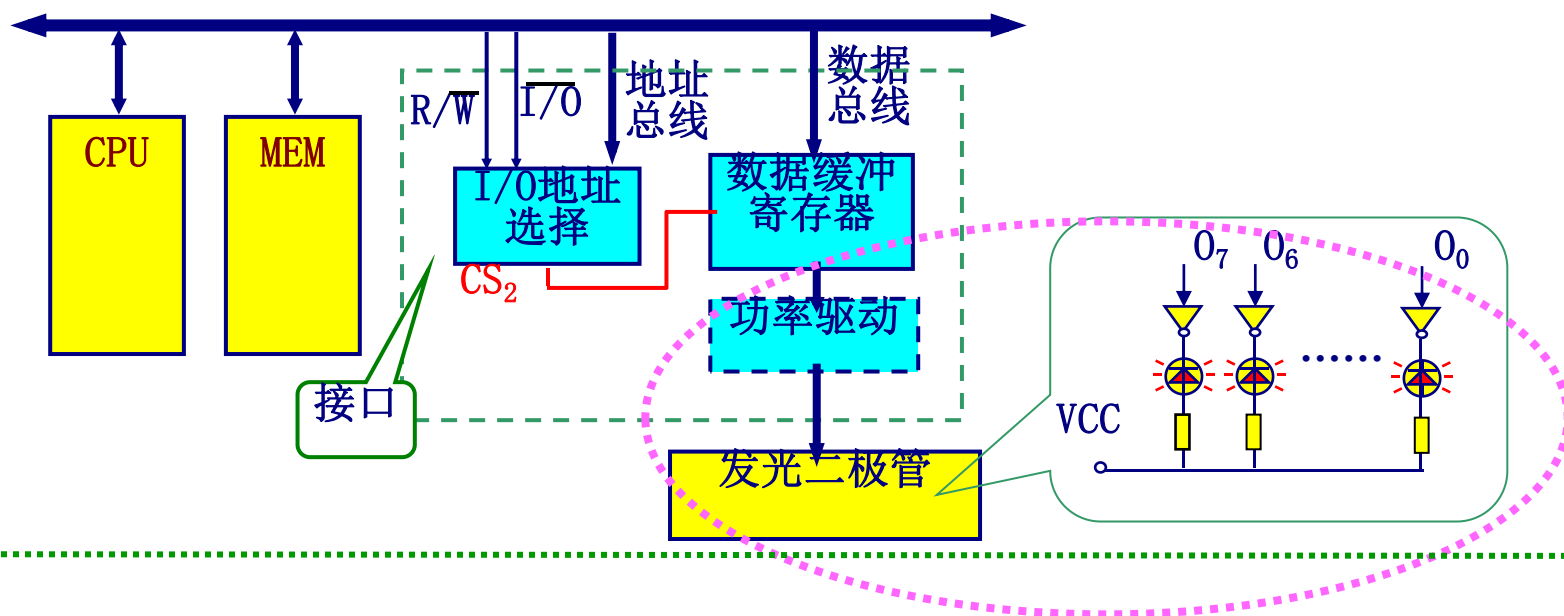 CPU
MEM
R/W̅
I̅/̅O̅
地址
总线
数据
总线
I/O地址
选择
CS₂
数据缓冲
寄存器
功率驱动
接口
发光二极管
O₇
O₆
O₀
······
VCC